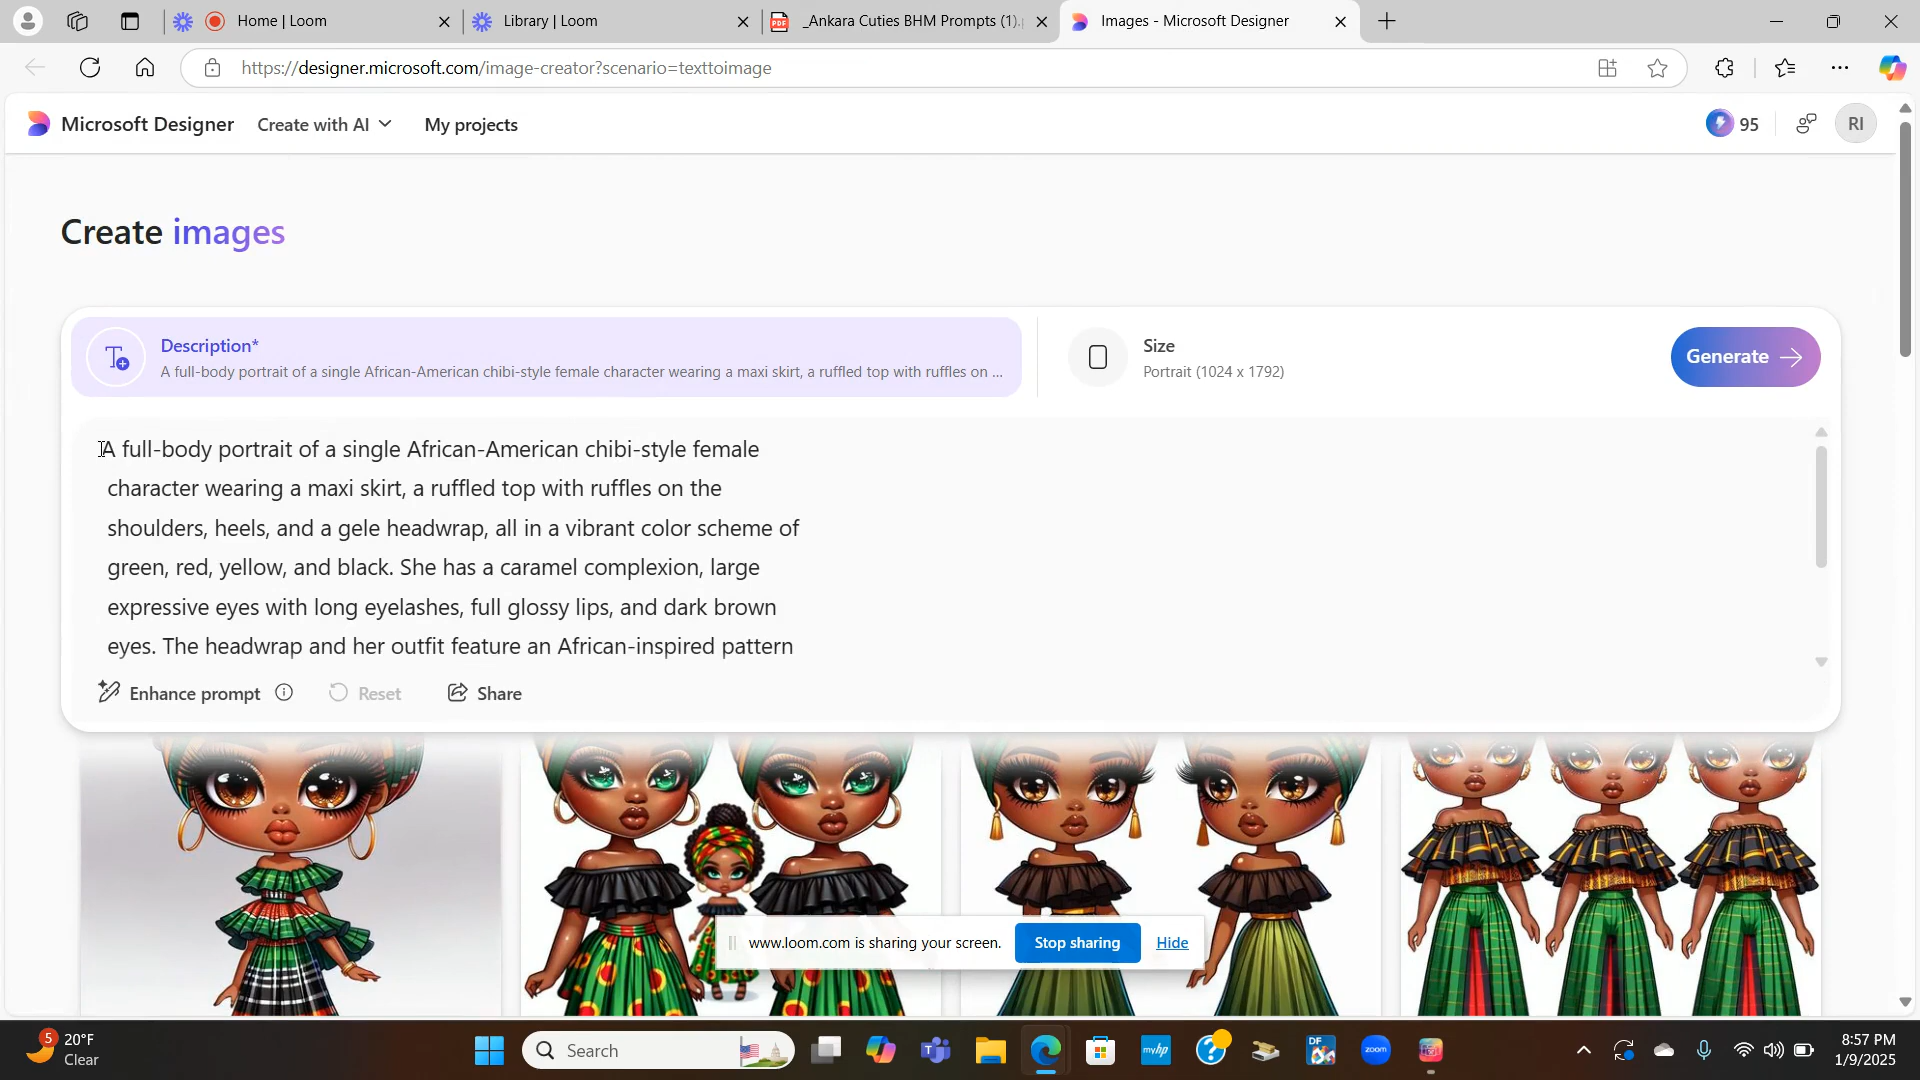 Home | Loom
Library | Loom
_Ankara Cuties BHM Prompts (1).
Images - Microsoft Designer
https://designer.microsoft.com/image-creator?scenario=texttoimage
Microsoft Designer
Create with AI
My projects
95
RI
Create images
Description*
A full-body portrait of a single African-American chibi-style female character wearing a maxi skirt, a ruffled top with ruffles on ...
Size
Portrait (1024 x 1792)
Generate
A full-body portrait of a single African-American chibi-style female
character wearing a maxi skirt, a ruffled top with ruffles on the
shoulders, heels, and a gele headwrap, all in a vibrant color scheme of
green, red, yellow, and black. She has a caramel complexion, large
expressive eyes with long eyelashes, full glossy lips, and dark brown
eyes. The headwrap and her outfit feature an African-inspired pattern
Enhance prompt
Reset
Share
www.loom.com is sharing your screen.
Stop sharing
Hide
5
20°F
Clear
Search
myhp
DF
zoom
8:57 PM
1/9/2025